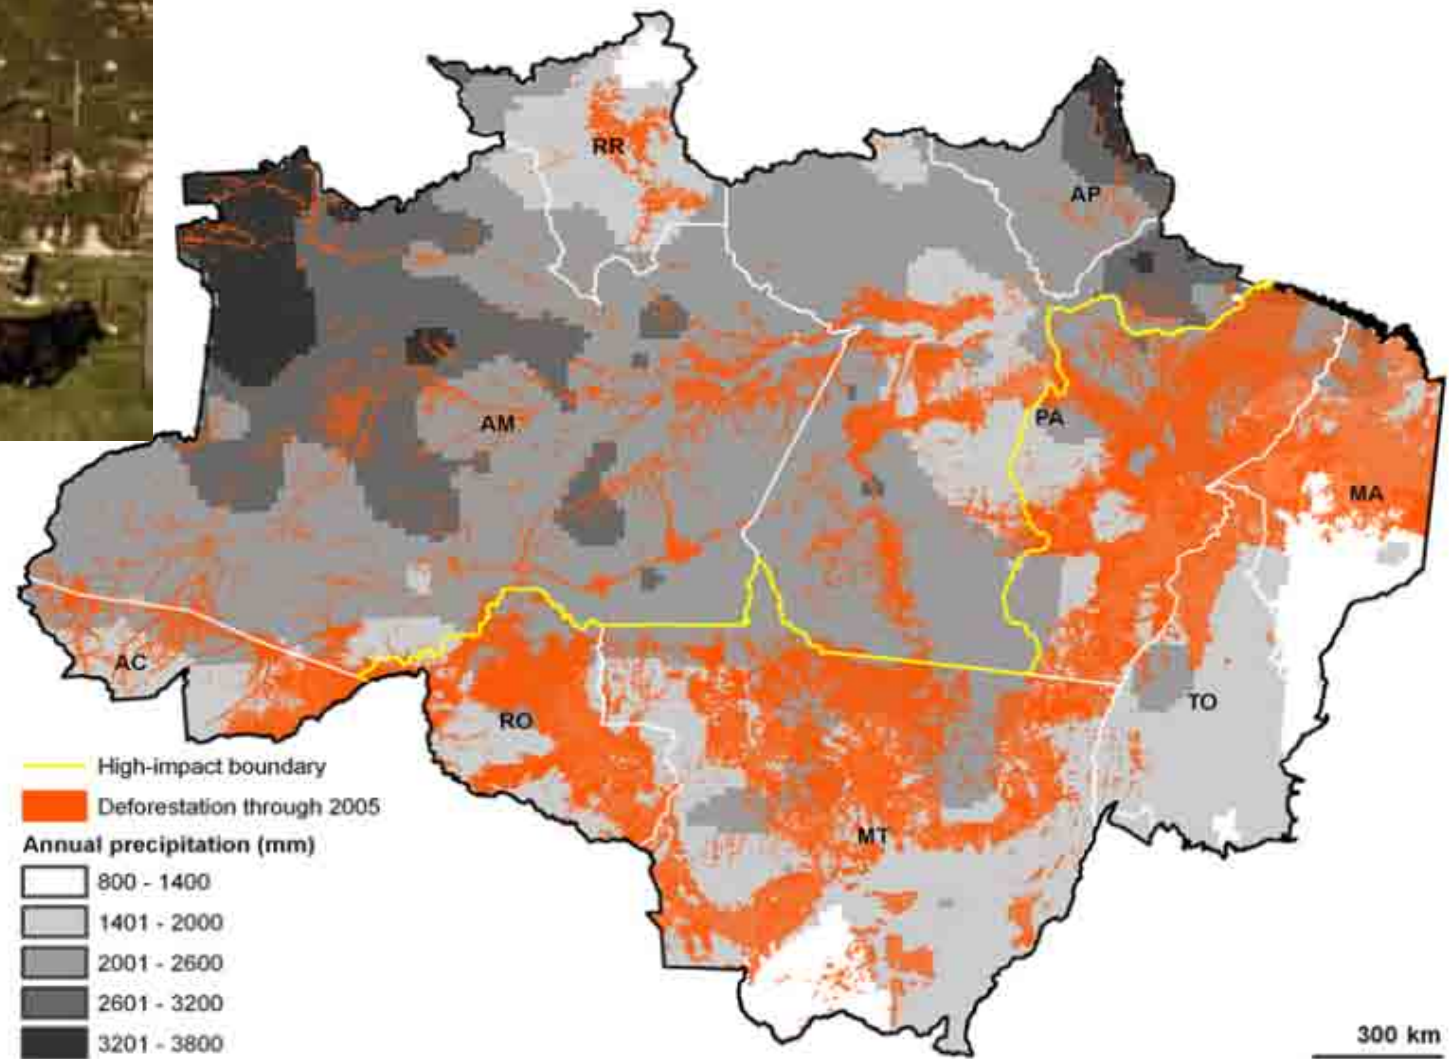 RR
AP
AM
PA
MA
AC
RO
TO
MT
High-impact boundary
Deforestation through 2005
Annual precipitation (mm)
800 - 1400
1401 - 2000
2001 - 2600
2601 - 3200
3201 - 3800
300 km